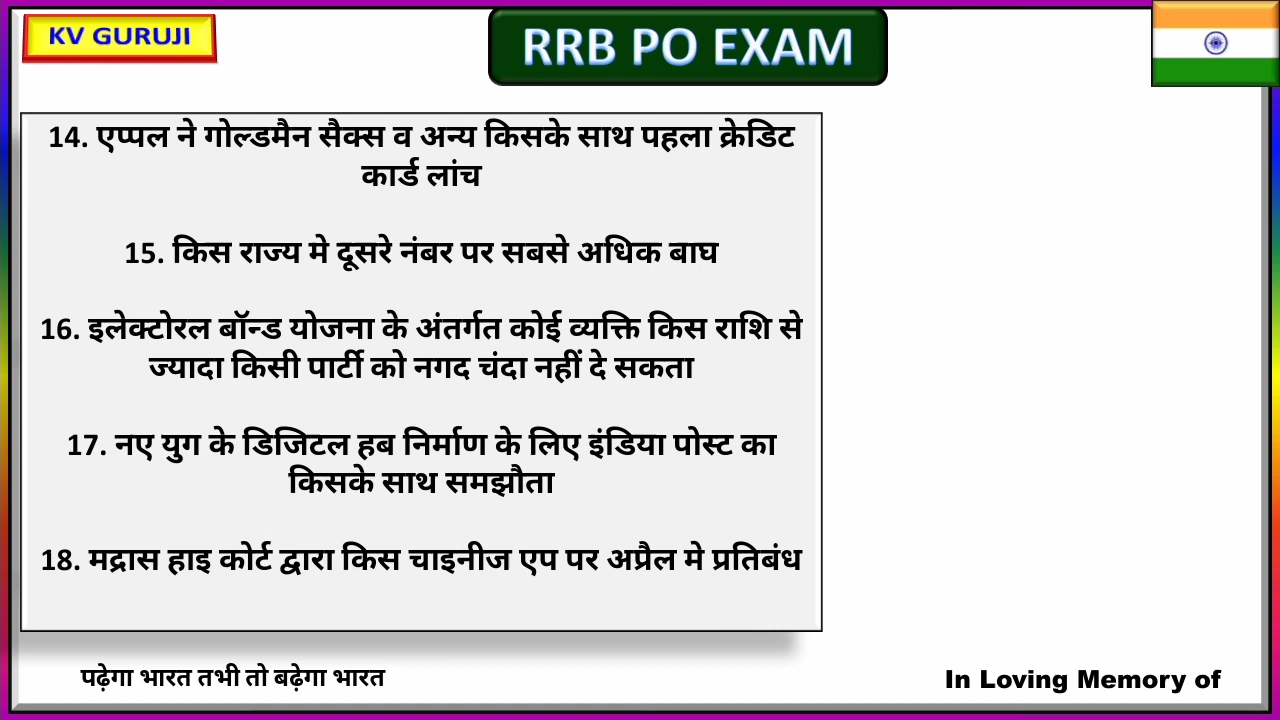 KV GURUJI
RRB PO EXAM
14. एप्पल ने गोल्डमैन सैक्स व अन्य किसके साथ पहला क्रेडिट
कार्ड लांच
15. किस राज्य मे दूसरे नंबर पर सबसे अधिक बाघ
16. इलेक्टोरल बॉन्ड योजना के अंतर्गत कोई व्यक्ति किस राशि से
ज्यादा किसी पार्टी को नगद चंदा नहीं दे सकता
17. नए युग के डिजिटल हब निर्माण के लिए इंडिया पोस्ट का
किसके साथ समझौता
18. मद्रास हाइ कोर्ट द्वारा किस चाइनीज एप पर अप्रैल मे प्रतिबंध
पढ़ेगा भारत तभी तो बढ़ेगा भारत
In Loving Memory of